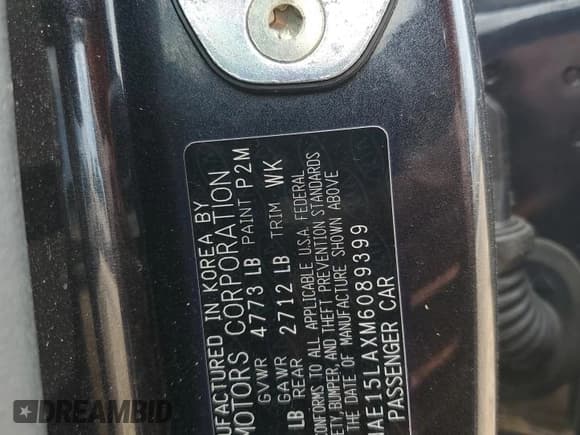 UFACTURED IN KOREA BY
MOTORS CORPORATION
GVWR 4773 LB PAINT P2M
GAWR 2712 LB TRIM WK
LB REAR
CONFORMS TO ALL APPLICABLE U.S.A. FEDERAL
ETY, BUMPER, AND THEFT PREVENTION STANDARDS
THE DATE OF MANUFACTURE SHOWN ABOVE
AE15LAXM6089399
PASSENGER CAR
DREAMBID